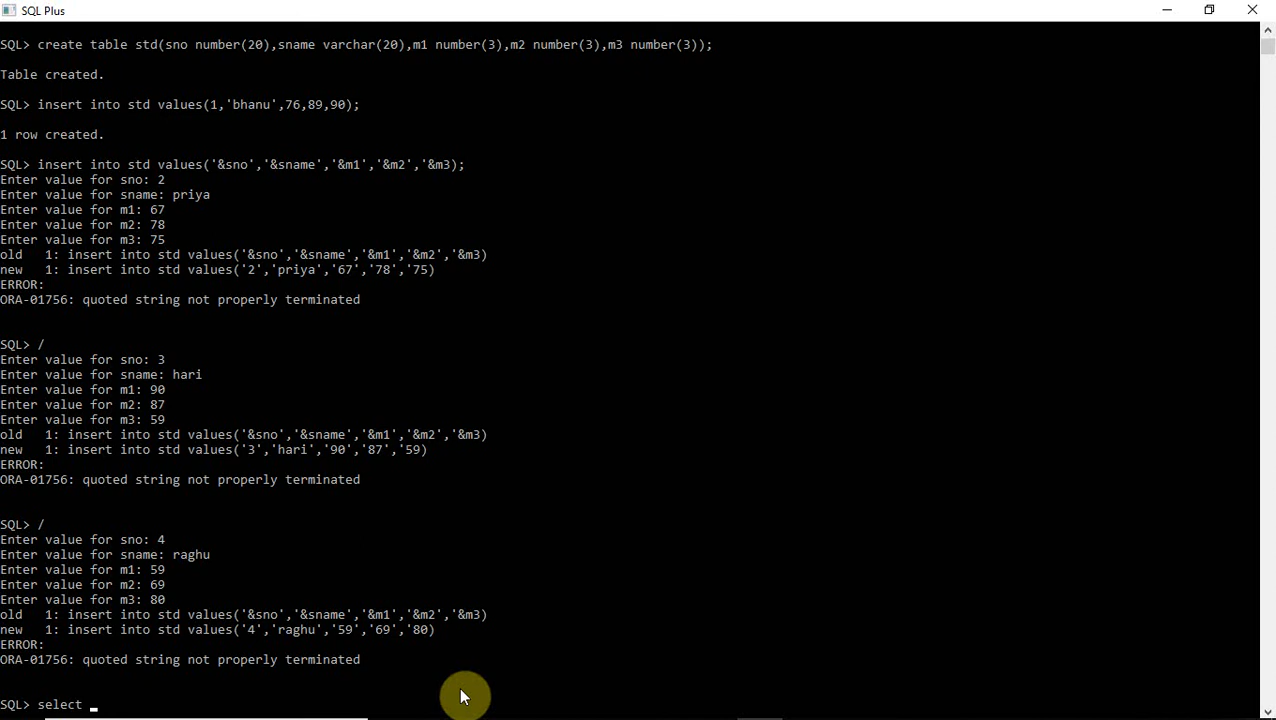 SQL Plus
SQL> create table std(sno number(20),sname varchar(20),m1 number(3),m2 number(3),m3 number(3));
Table created.
SQL> insert into std values(1,'bhanu',76,89,90);
1 row created.
SQL> insert into std values('&sno','&sname','&m1','&m2','&m3);
Enter value for sno: 2
Enter value for sname: priya
Enter value for m1: 67
Enter value for m2: 78
Enter value for m3: 75
old   1: insert into std values('&sno','&sname','&m1','&m2','&m3)
new   1: insert into std values('2','priya','67','78','75)
ERROR:
ORA-01756: quoted string not properly terminated
SQL> /
Enter value for sno: 3
Enter value for sname: hari
Enter value for m1: 90
Enter value for m2: 87
Enter value for m3: 59
old   1: insert into std values('&sno','&sname','&m1','&m2','&m3)
new   1: insert into std values('3','hari','90','87','59)
ERROR:
ORA-01756: quoted string not properly terminated
SQL> /
Enter value for sno: 4
Enter value for sname: raghu
Enter value for m1: 59
Enter value for m2: 69
Enter value for m3: 80
old   1: insert into std values('&sno','&sname','&m1','&m2','&m3)
new   1: insert into std values('4','raghu','59','69','80)
ERROR:
ORA-01756: quoted string not properly terminated
SQL> select